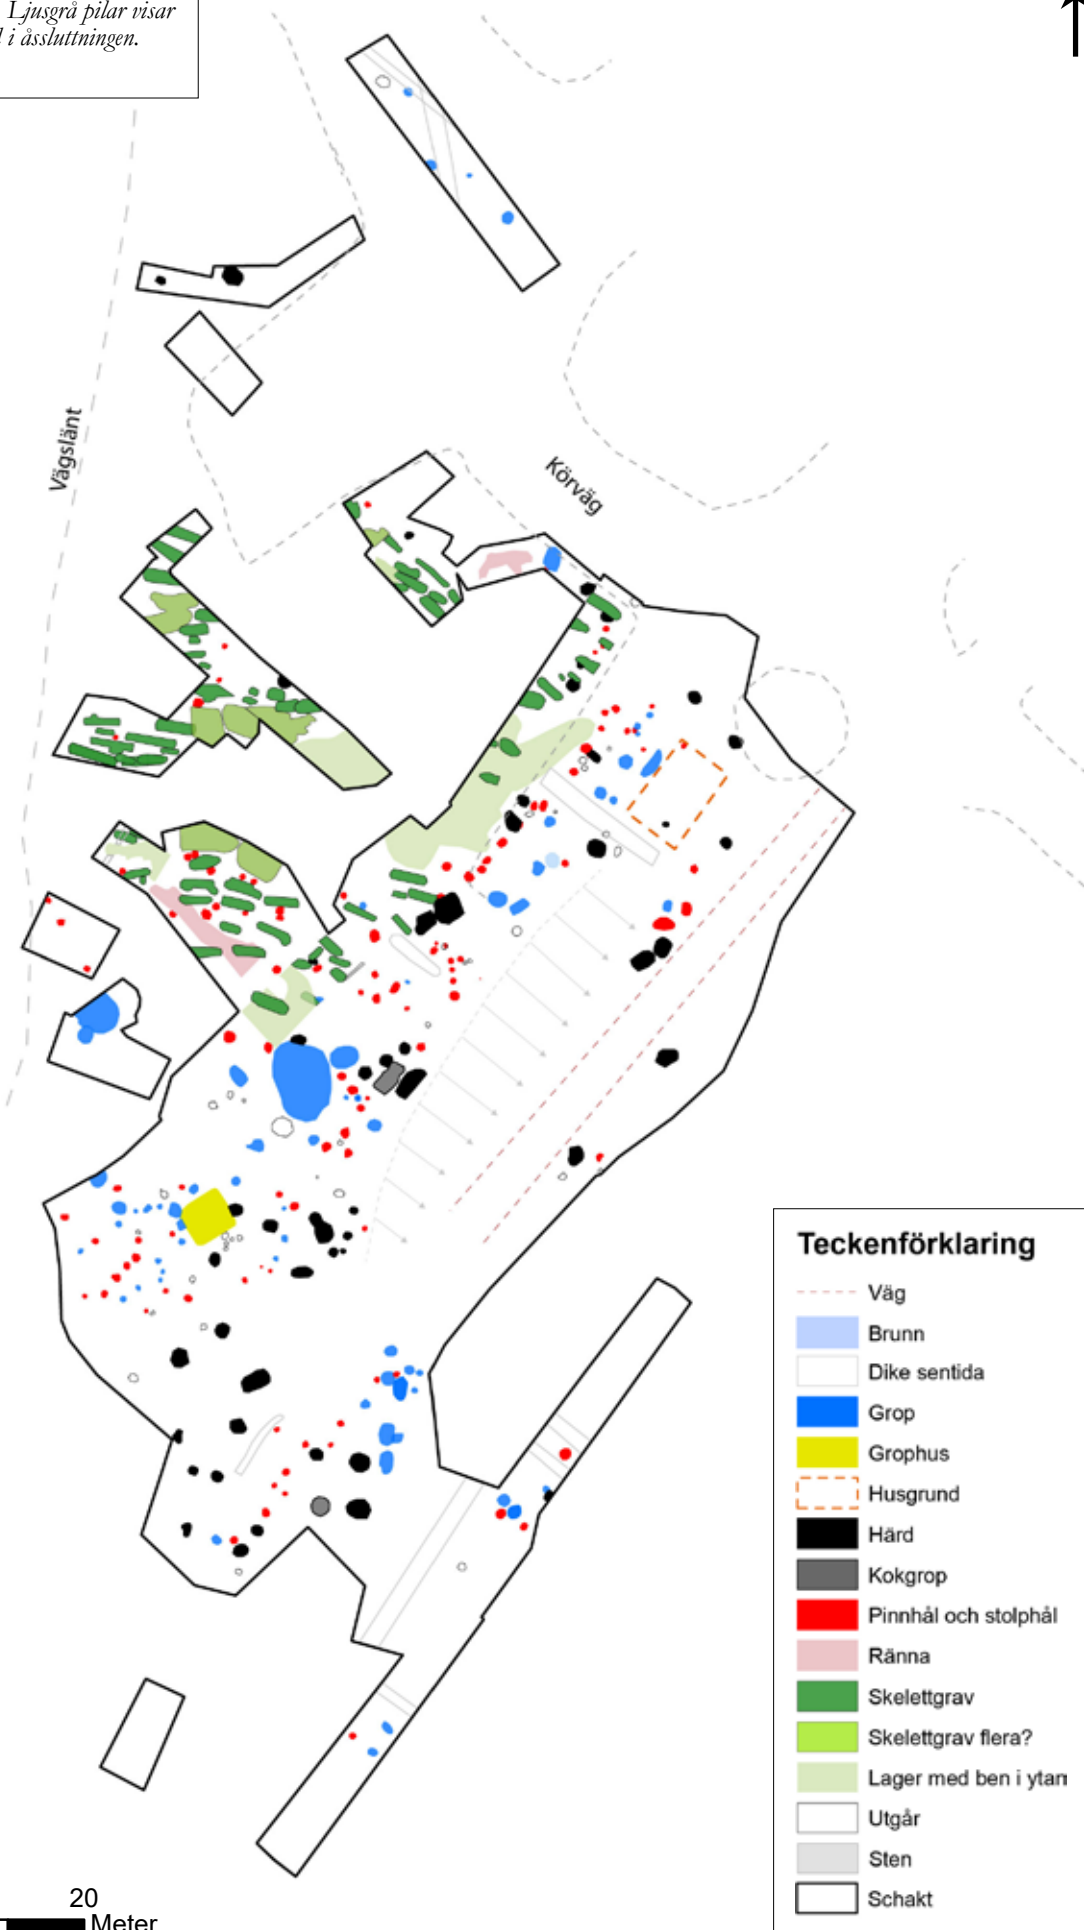 Ljusgrå pilar visar
i åssluttningen.
Vägslänt
Körväg
Teckenförklaring
Väg
Brunn
Dike sentida
Grop
Grophus
Husgrund
Härd
Kokgrop
Pinnhål och stolphål
Ränna
Skelettgrav
Skelettgrav flera?
Lager med ben i ytan
Utgår
Sten
Schakt
20
Meter